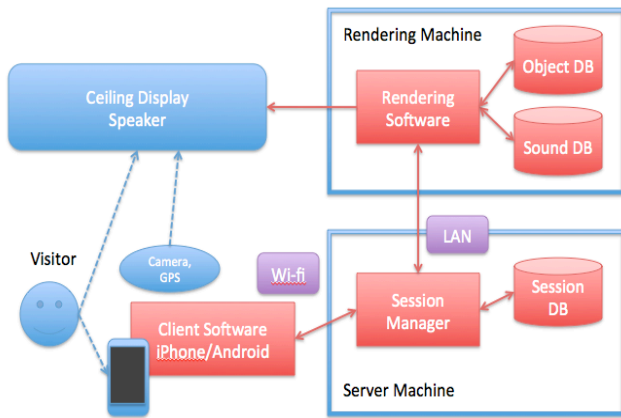 Rendering Machine
Object DB
Ceiling Display
Speaker
Rendering
Software
Sound DB
LAN
Visitor
Camera,
GPS
Wi-fi
Session
Manager
Session
DB
Client Software
iPhone/Android
Server Machine